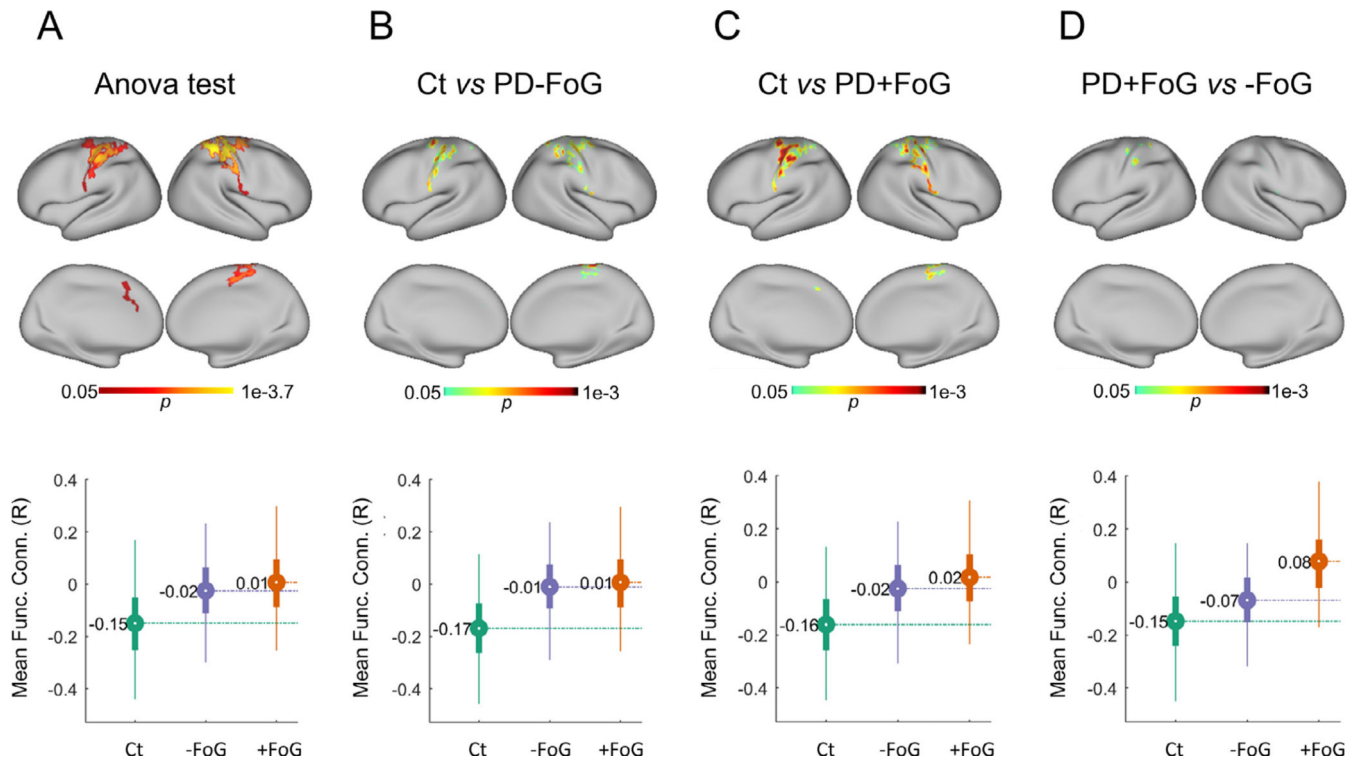 A
B
C
D
Anova test
Ct vs PD-FoG
Ct vs PD+FoG
PD+FoG vs -FoG
0.05 1e-3.7
p
0.05 1e-3
p
0.05 1e-3
p
0.05 1e-3
p
Mean Func. Conn. (R)
0.4
0.2
0
-0.2
-0.4
-0.15
-0.02
0.01
Ct -FoG +FoG
Mean Func. Conn. (R)
0.4
0.2
0
-0.2
-0.4
-0.17
-0.01
0.01
Ct -FoG +FoG
Mean Func. Conn. (R)
0.4
0.2
0
-0.2
-0.4
-0.16
-0.02
0.02
Ct -FoG +FoG
Mean Func. Conn. (R)
0.4
0.2
0
-0.2
-0.4
-0.15
-0.07
0.08
Ct -FoG +FoG